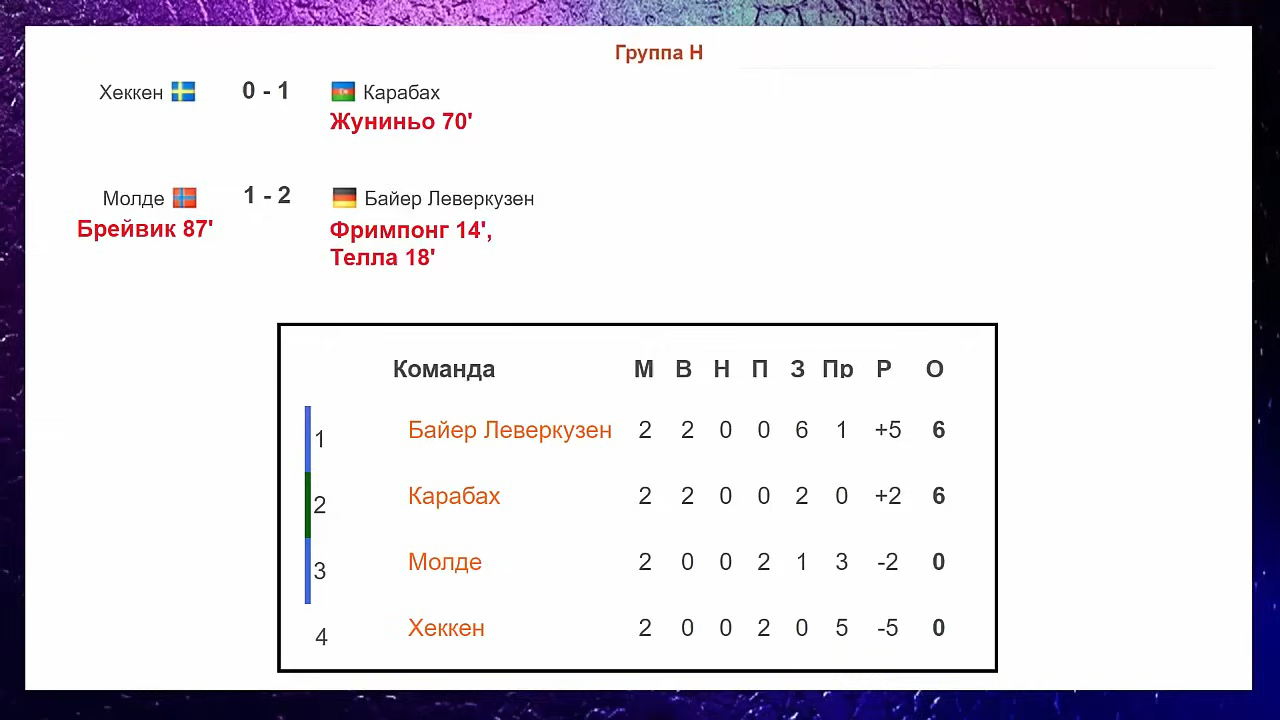 Группа H
Хеккен 0 - 1 Карабах
Жуниньо 70'
Молде 1 - 2 Байер Леверкузен
Брейвик 87' Фримпонг 14',
Телла 18'
Команда М В Н П З Пр Р О
1 Байер Леверкузен 2 2 0 0 6 1 +5 6
2 Карабах 2 2 0 0 2 0 +2 6
3 Молде 2 0 0 2 1 3 -2 0
4 Хеккен 2 0 0 2 0 5 -5 0